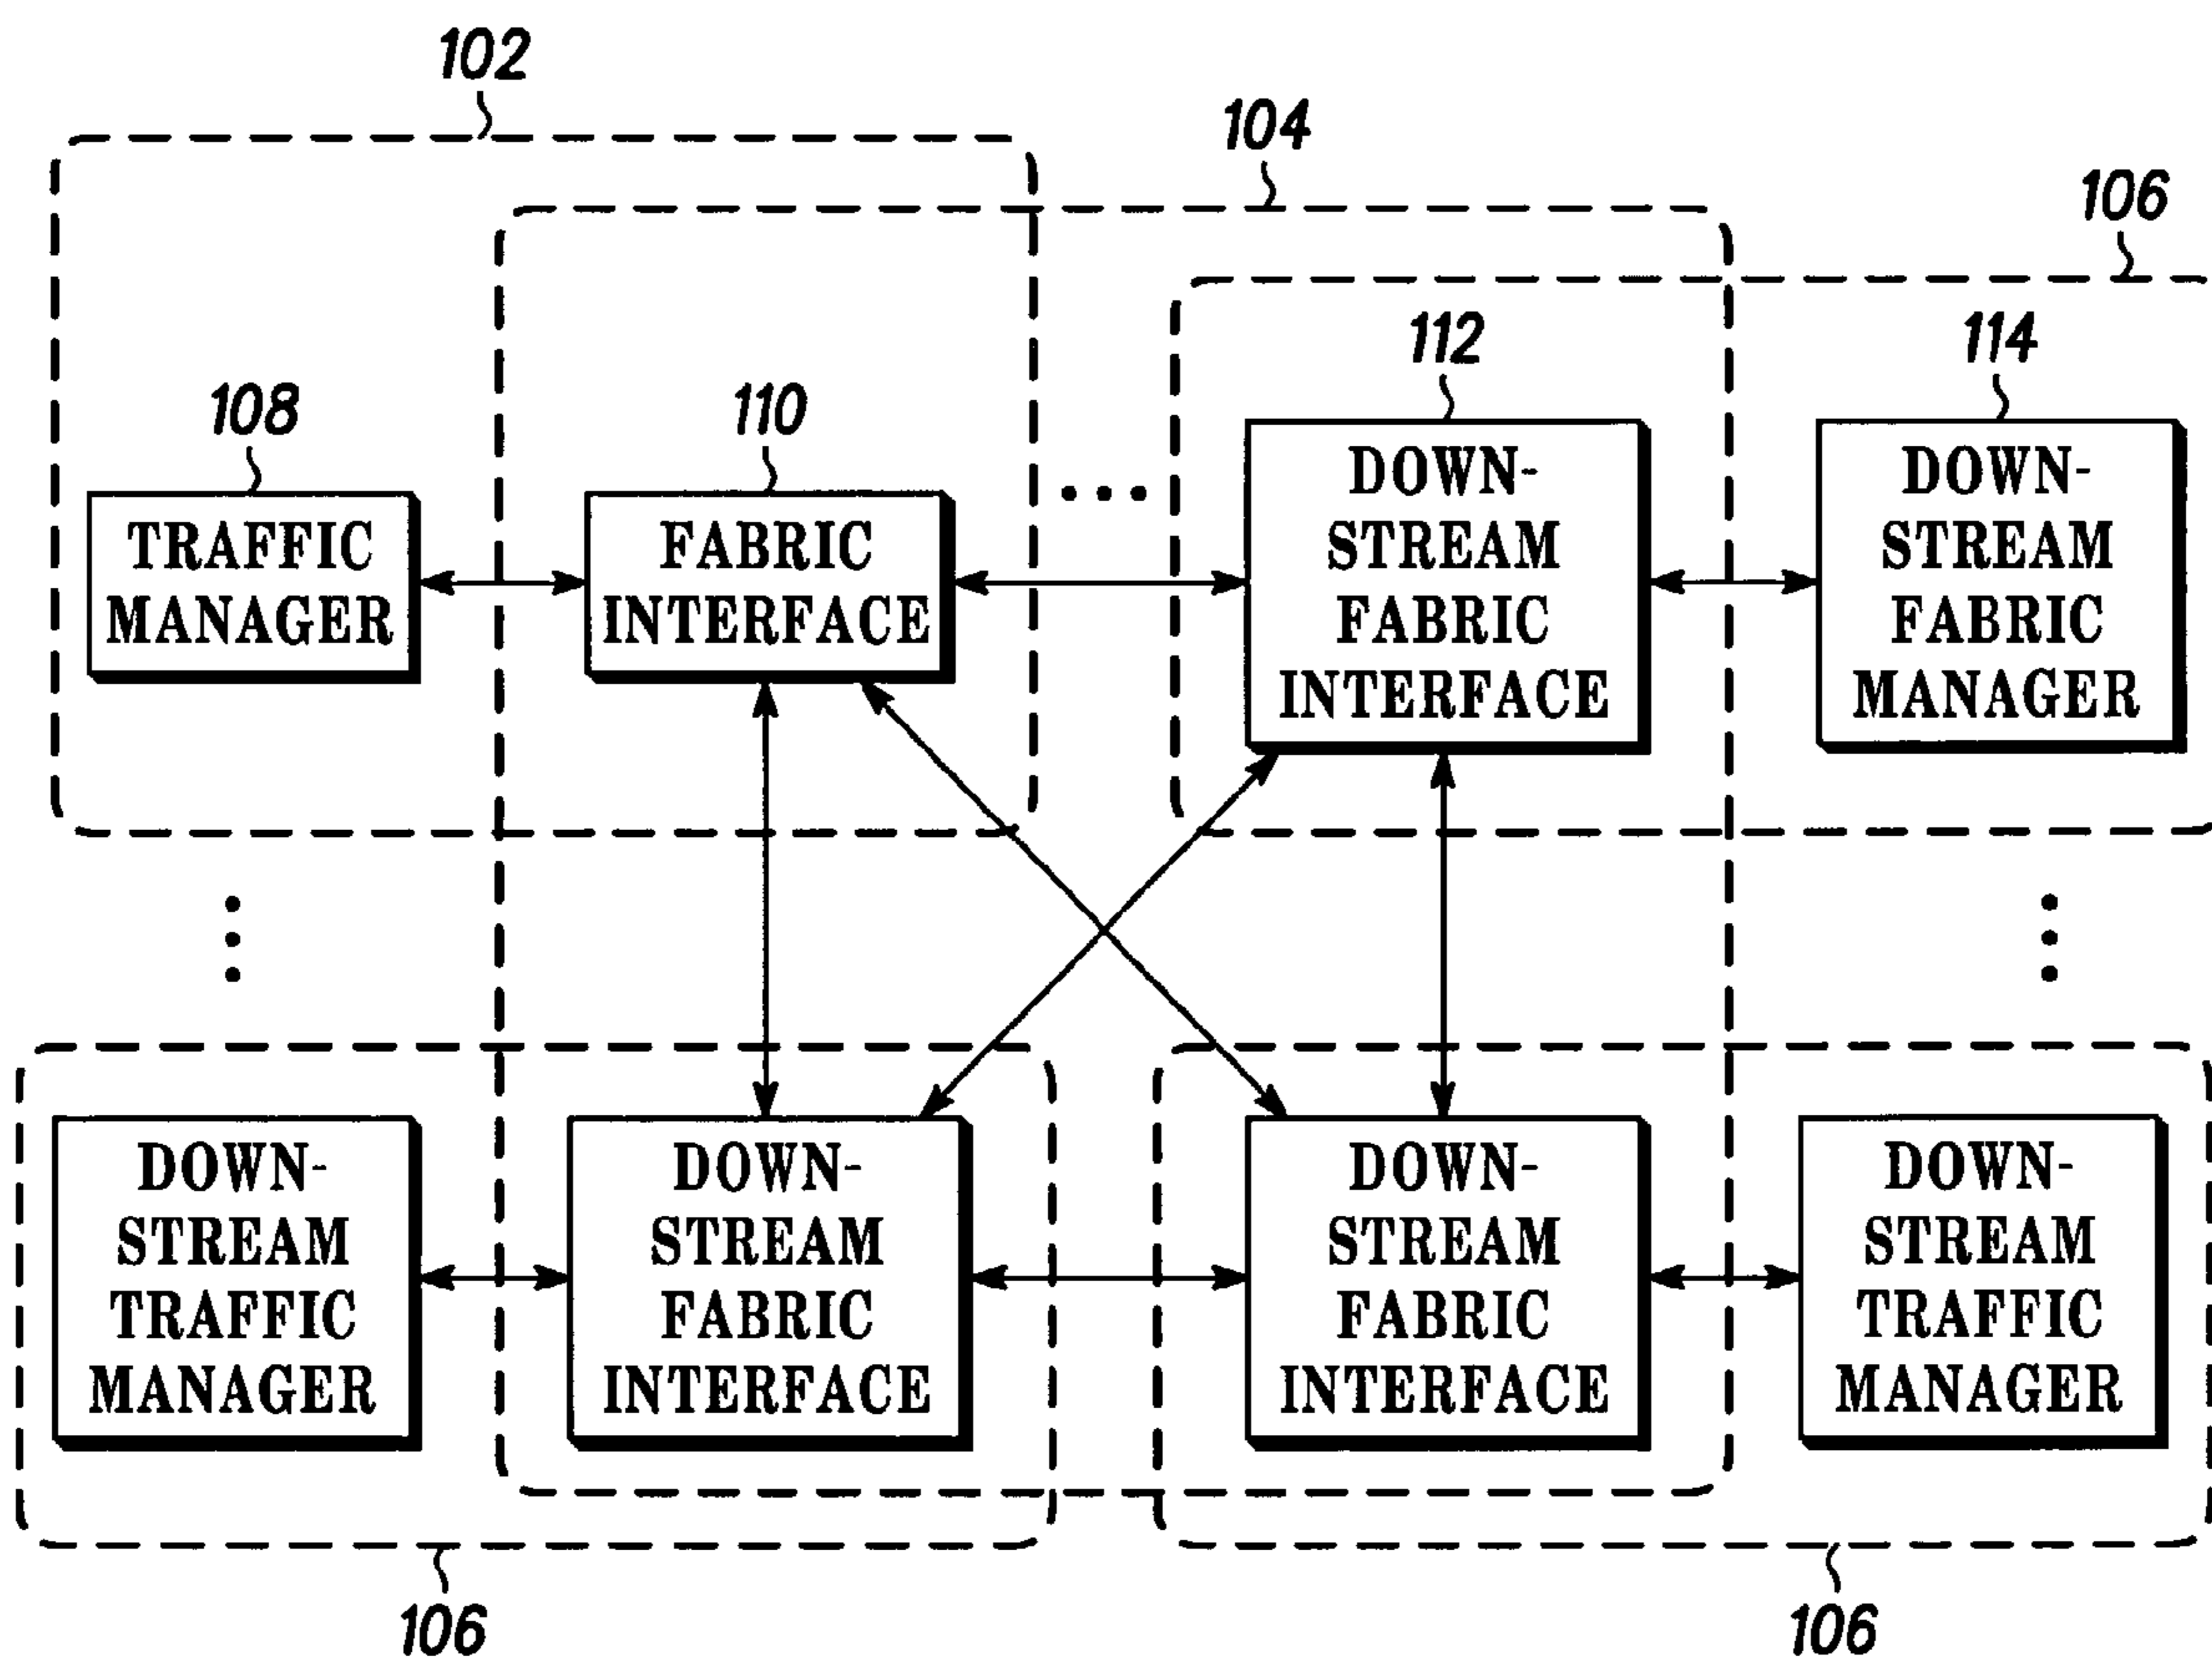 102
104
106
112
114
108
110
TRAFFIC
MANAGER
FABRIC
INTERFACE
DOWN-
STREAM
FABRIC
INTERFACE
DOWN-
STREAM
FABRIC
MANAGER
DOWN-
STREAM
TRAFFIC
MANAGER
DOWN-
STREAM
FABRIC
INTERFACE
DOWN-
STREAM
FABRIC
INTERFACE
DOWN-
STREAM
TRAFFIC
MANAGER
106
106